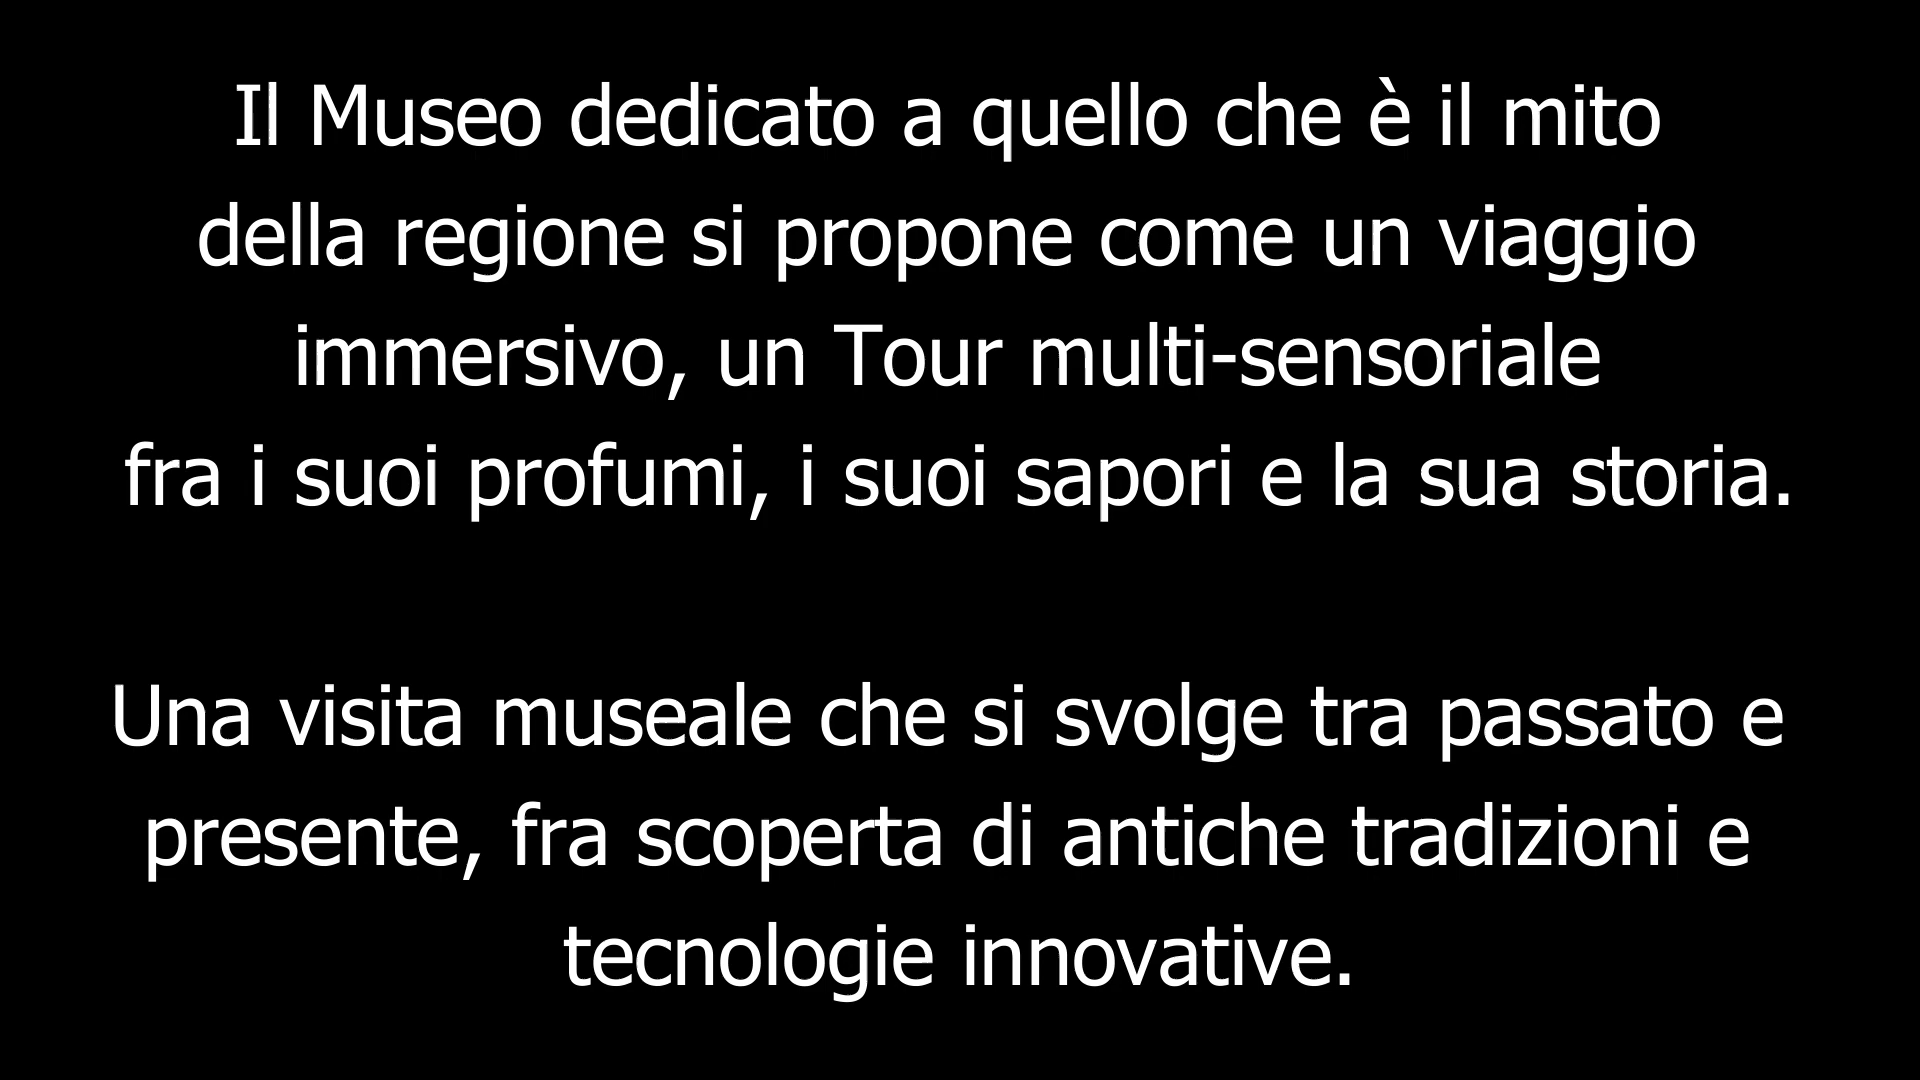 Il Museo dedicato a quello che è il mito
della regione si propone come un viaggio
immersivo, un Tour multi-sensoriale
fra i suoi profumi, i suoi sapori e la sua storia.
Una visita museale che si svolge tra passato e
presente, fra scoperta di antiche tradizioni e
tecnologie innovative.